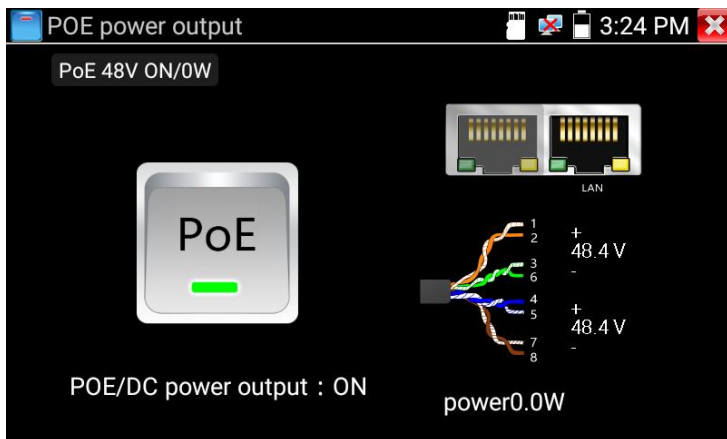 POE power output
3:24 PM
PoE 48V ON/0W
LAN
PoE
1
2
+
48.4 V
3
6
-
4
5
+
48.4 V
7
8
-
POE/DC power output : ON
power0.0W